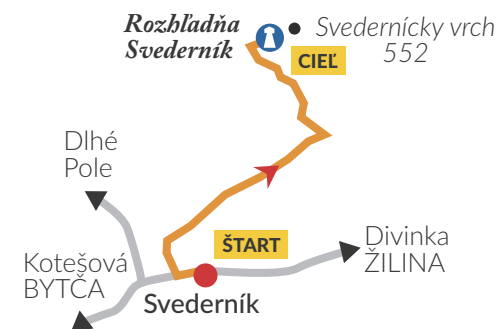 Rozhľadňa
Svederník
Svedernícky vrch
552
CIEĽ
Dlhé
Pole
ŠTART
Divinka
ŽILINA
Kotešová
BYTČA
Svederník